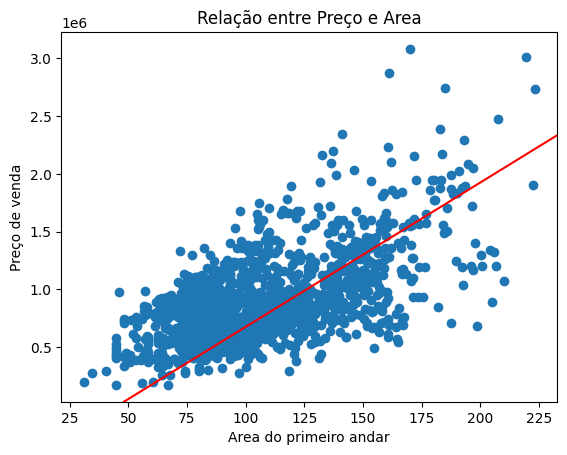 Relação entre Preço e Area
1e6
3.0
2.5
2.0
1.5
1.0
0.5
Preço de venda
25 50 75 100 125 150 175 200 225
Area do primeiro andar